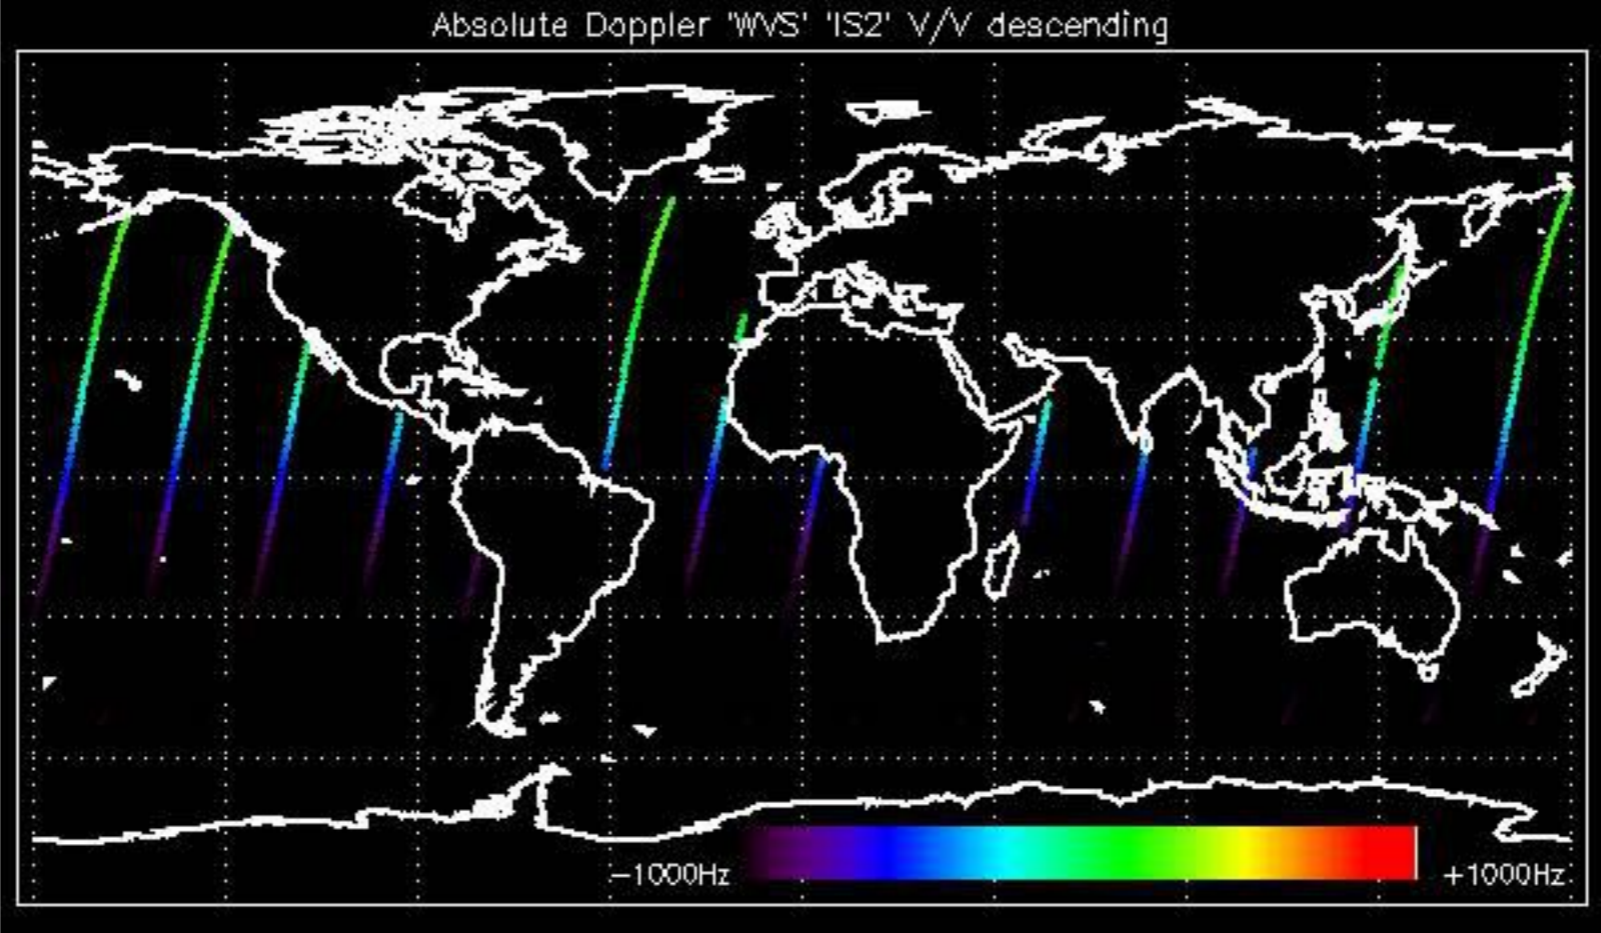 Absolute Doppler 'WVS' 'IS2' V/V descending
−1000Hz
+1000Hz